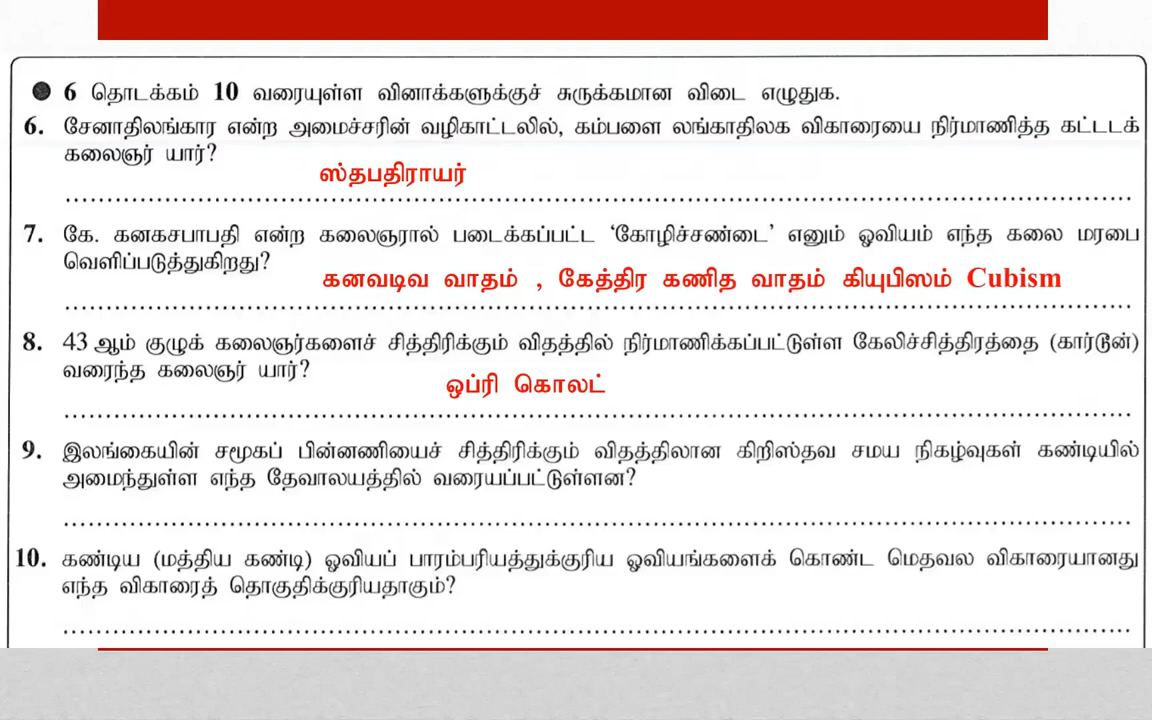 ● 6 தொடக்கம் 10 வரையுள்ள வினாக்களுக்குச் சுருக்கமான விடை எழுதுக.
6. சேனாதிலங்கார என்ற அமைச்சரின் வழிகாட்டலில், கம்பளை லங்காதிலக விகாரையை நிர்மாணித்த கட்டடக்
கலைஞர் யார்?
ஸ்தபதிராயர்
7. கே. கனகசபாபதி என்ற கலைஞரால் படைக்கப்பட்ட ‘கோழிச்சண்டை’ எனும் ஓவியம் எந்த கலை மரபை
வெளிப்படுத்துகிறது?
கனவடிவ வாதம் , கேத்திர கணித வாதம் கியுபிஸம் Cubism
8. 43 ஆம் குழுக் கலைஞர்களைச் சித்திரிக்கும் விதத்தில் நிர்மாணிக்கப்பட்டுள்ள கேலிச்சித்திரத்தை (கார்டூன்)
வரைந்த கலைஞர் யார்?
ஒப்ரி கொலட்
9. இலங்கையின் சமூகப் பின்னணியைச் சித்திரிக்கும் விதத்திலான கிறிஸ்தவ சமய நிகழ்வுகள் கண்டியில்
அமைந்துள்ள எந்த தேவாலயத்தில் வரையப்பட்டுள்ளன?
10. கண்டிய (மத்திய கண்டி) ஓவியப் பாரம்பரியத்துக்குரிய ஓவியங்களைக் கொண்ட மெதவல விகாரையானது
எந்த விகாரைத் தொகுதிக்குரியதாகும்?